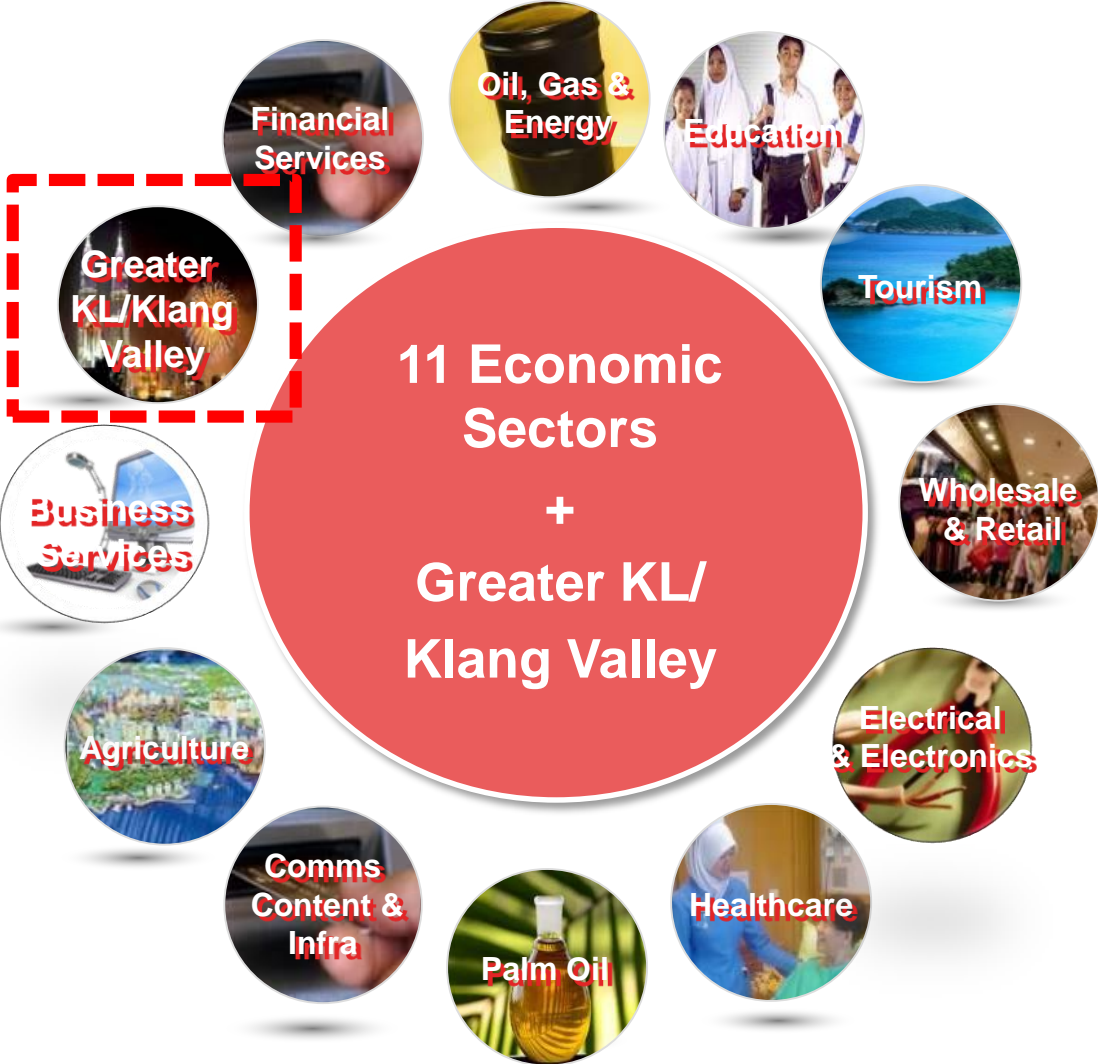 11 Economic
Sectors
+
Greater KL/
Klang Valley
Oil, Gas &
Energy
Education
Tourism
Wholesale
& Retail
Electrical
& Electronics
Healthcare
Palm Oil
Comms
Content &
Infra
Agriculture
Business
Services
Greater
KL/Klang
Valley
Financial
Services